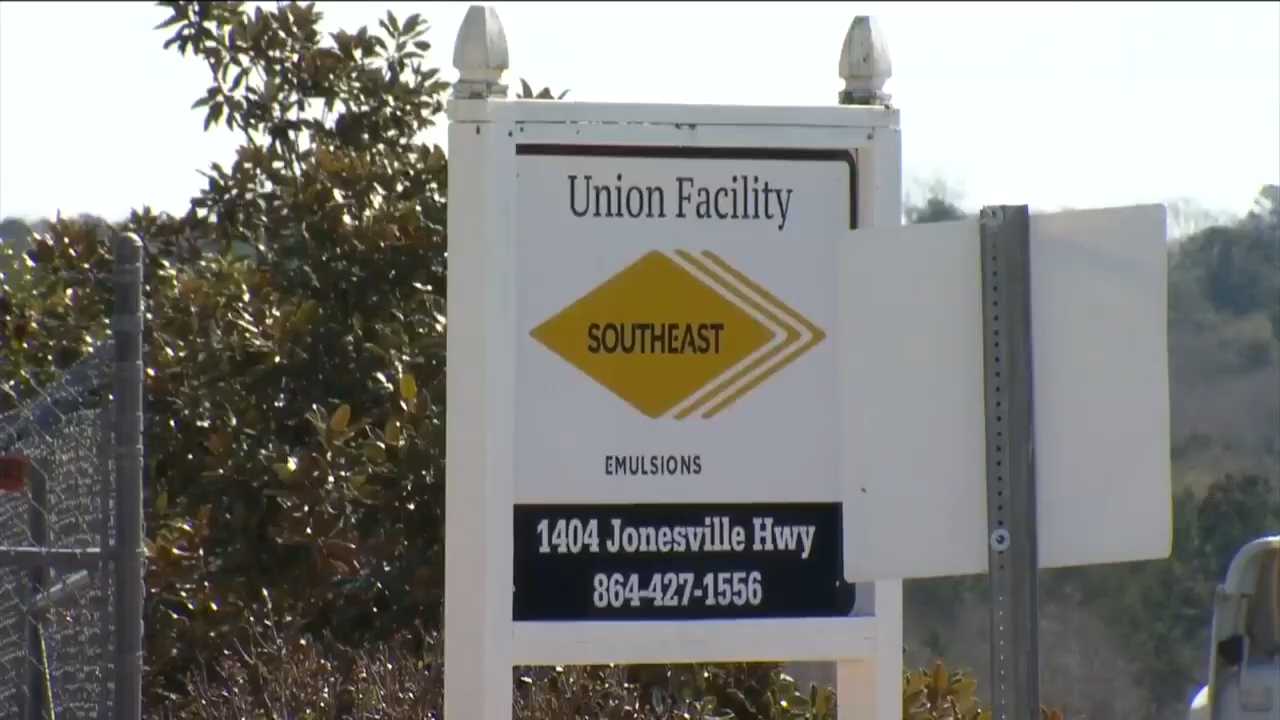 Union Facility
SOUTHEAST
EMULSIONS
1404 Jonesville Hwy
864-427-1556